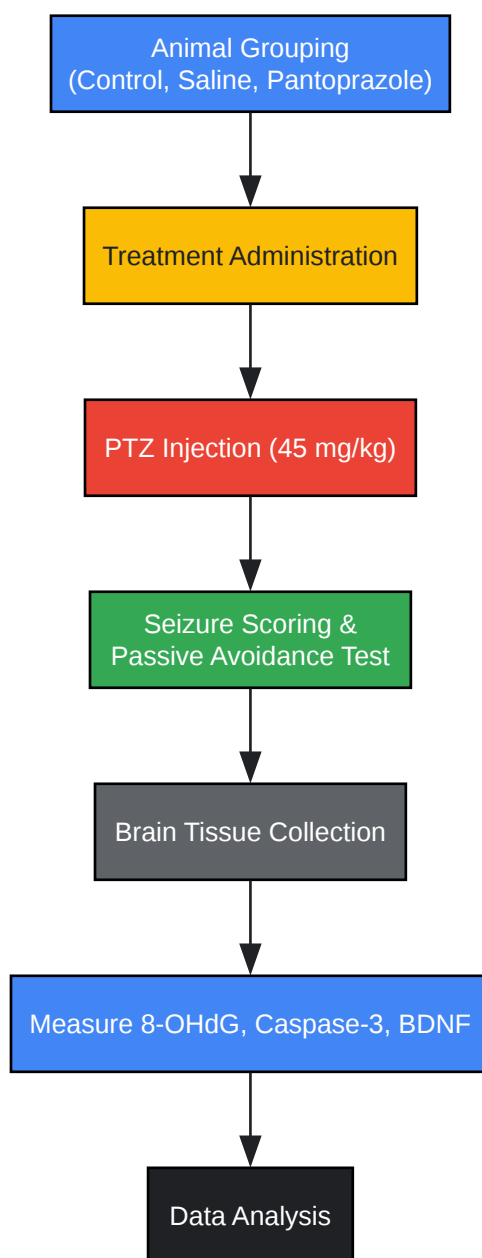 Animal Grouping
(Control, Saline, Pantoprazole)
Treatment Administration
PTZ Injection (45 mg/kg)
Seizure Scoring &
Passive Avoidance Test
Brain Tissue Collection
Measure 8-OHdG, Caspase-3, BDNF
Data Analysis